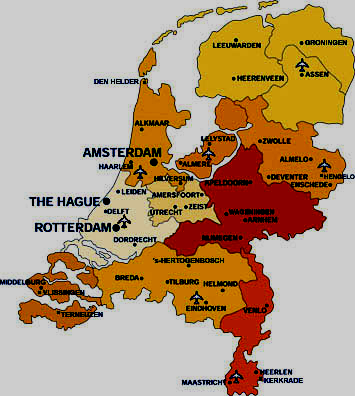 GRONINGEN
LEEUWARDEN
HEERENVEEN
ASSEN
DEN HELDER
ALKMAAR
LELYSTAD
ZWOLLE
AMSTERDAM
HAARLEM
ALMERE
ALMELO
HENGELO
ENSCHEDE
DEVENTER
APELDOORN
HILVERSUM
AMERSFOORT
LEIDEN
THE HAGUE
DELFT
UTRECHT
ZEIST
WAGENINGEN
ARNHEM
ROTTERDAM
NIJMEGEN
DORDRECHT
's-HERTOGENBOSCH
BREDA
TILBURG
HELMOND
EINDHOVEN
VENLO
MIDDELBURG
VLISSINGEN
TERNEUZEN
HEERLEN
KERKRADE
MAASTRICHT